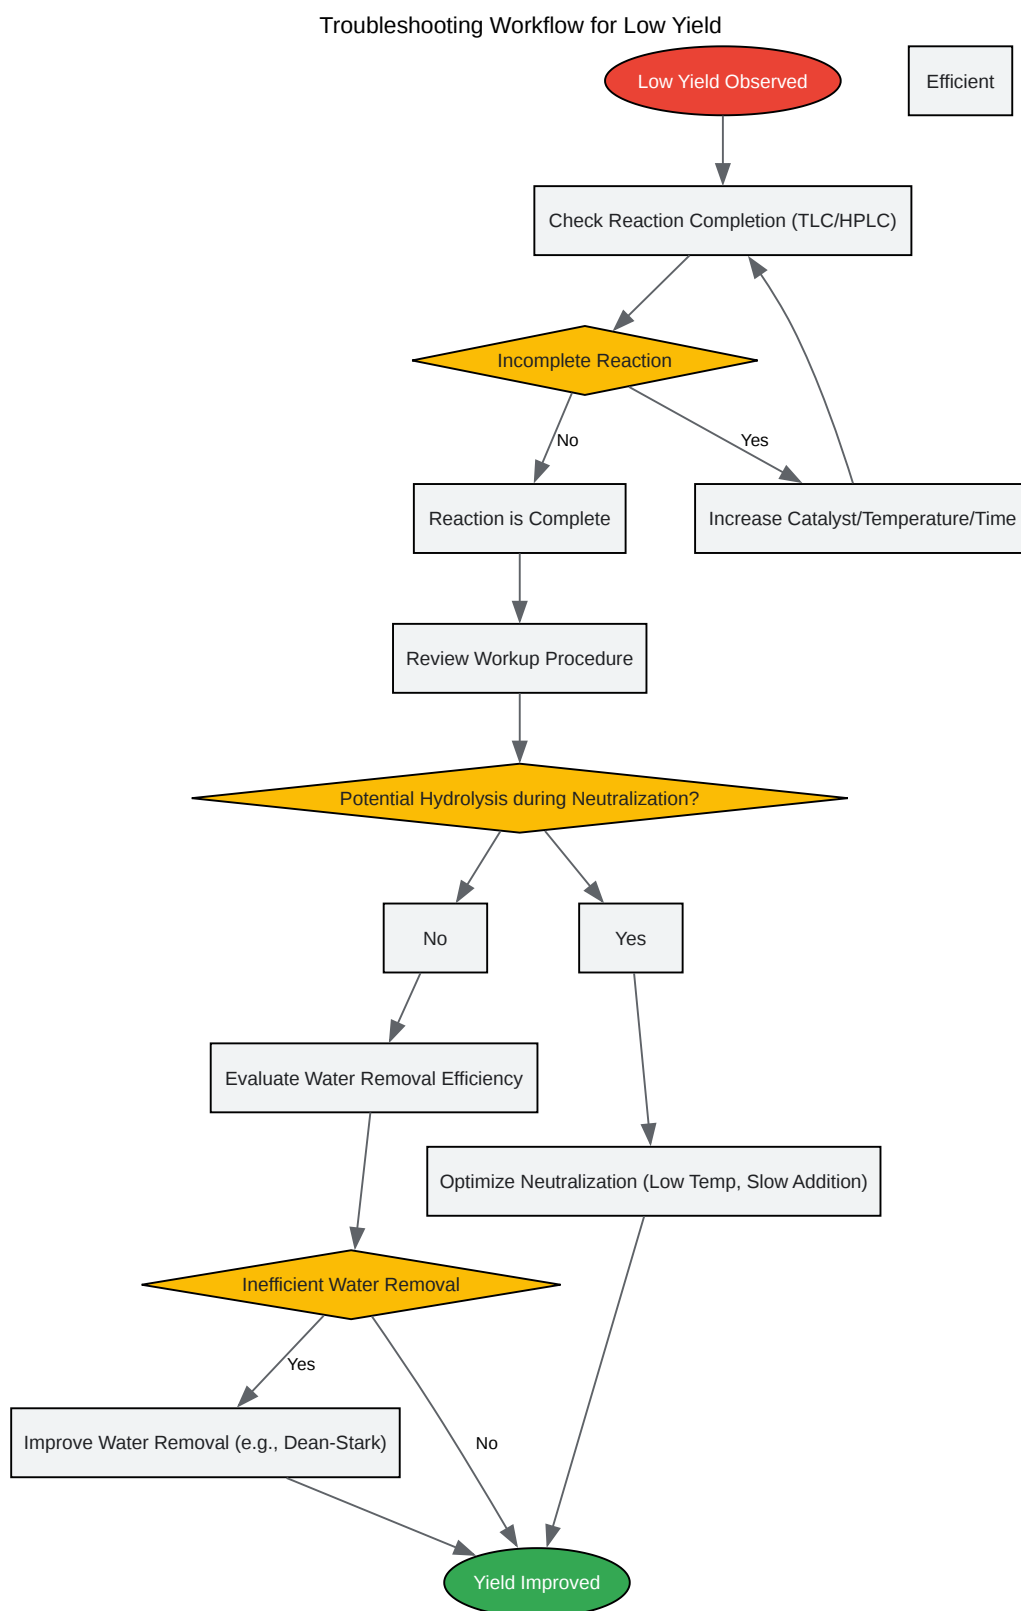 Troubleshooting Workflow for Low Yield
Low Yield Observed
Efficient
Check Reaction Completion (TLC/HPLC)
Incomplete Reaction
No
Yes
Reaction is Complete
Increase Catalyst/Temperature/Time
Review Workup Procedure
Potential Hydrolysis during Neutralization?
No
Yes
Evaluate Water Removal Efficiency
Optimize Neutralization (Low Temp, Slow Addition)
Inefficient Water Removal
Yes
Improve Water Removal (e.g., Dean-Stark)
No
Yield Improved